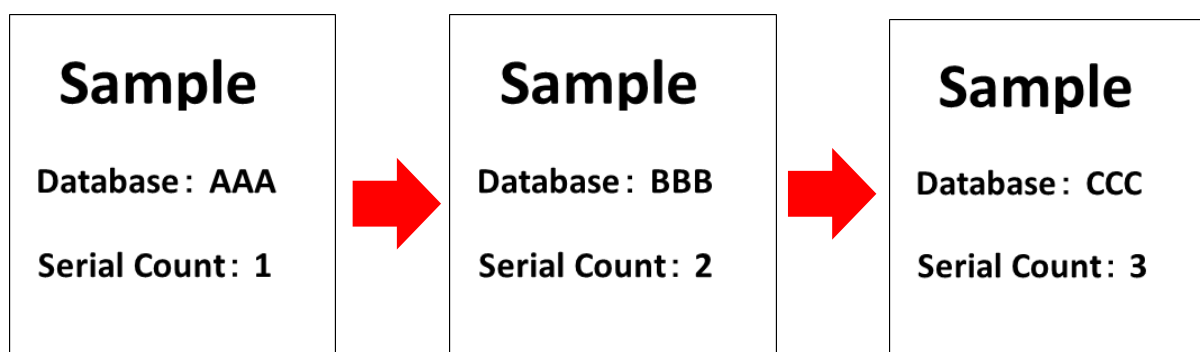 Sample
Database: AAA
Serial Count: 1
Sample
Database: BBB
Serial Count: 2
Sample
Database: CCC
Serial Count: 3